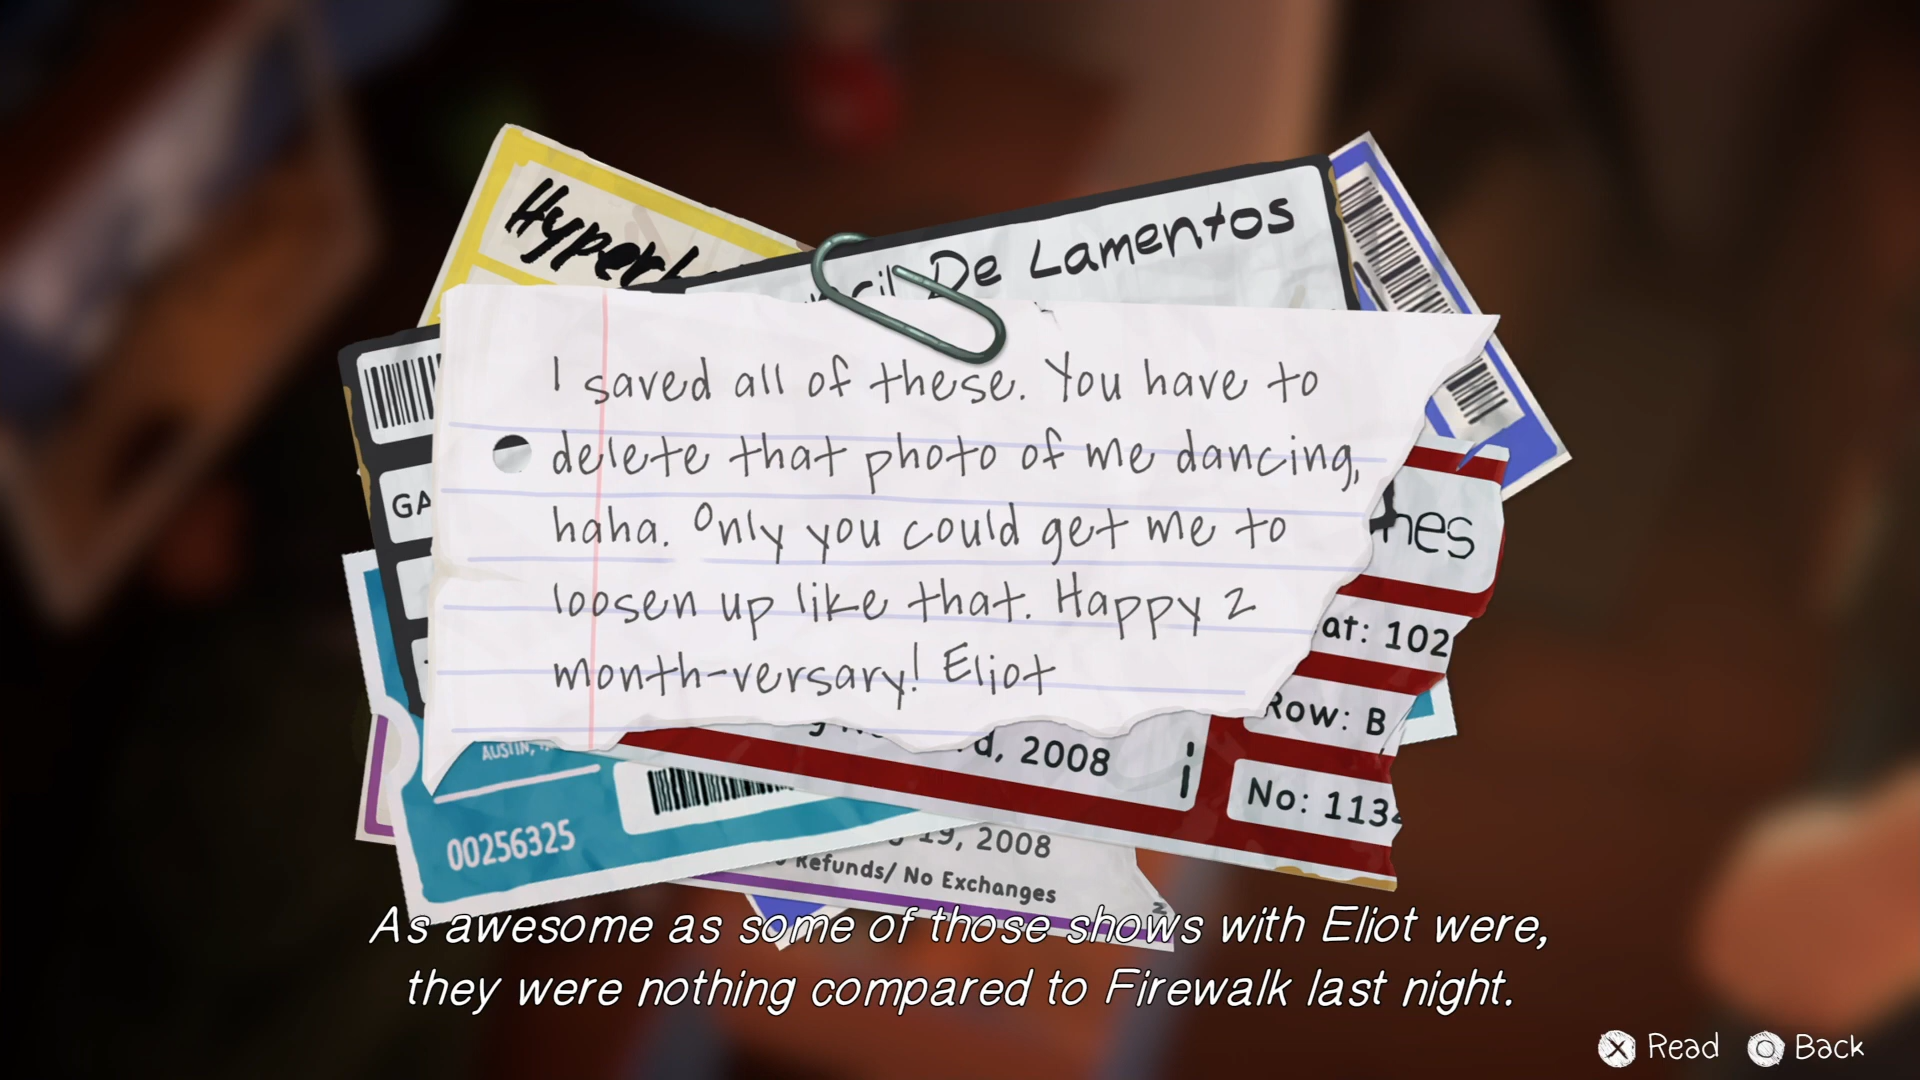 De Lamentos
I saved all of these. You have to
delete that photo of me dancing,
haha. Only you could get me to
loosen up like that. Happy 2
month-versary! Eliot
GA
hes
at: 102
Row: B
d, 2008
No: 113
AUSTIN,
00256325
19, 2008
Refunds/ No Exchanges
As awesome as some of those shows with Eliot were,
they were nothing compared to Firewalk last night.
Read Back